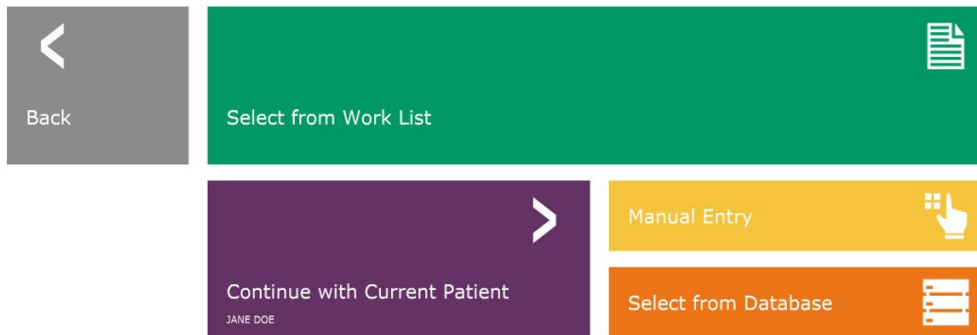 Back
Select from Work List
Continue with Current Patient
JANE DOE
Manual Entry
Select from Database